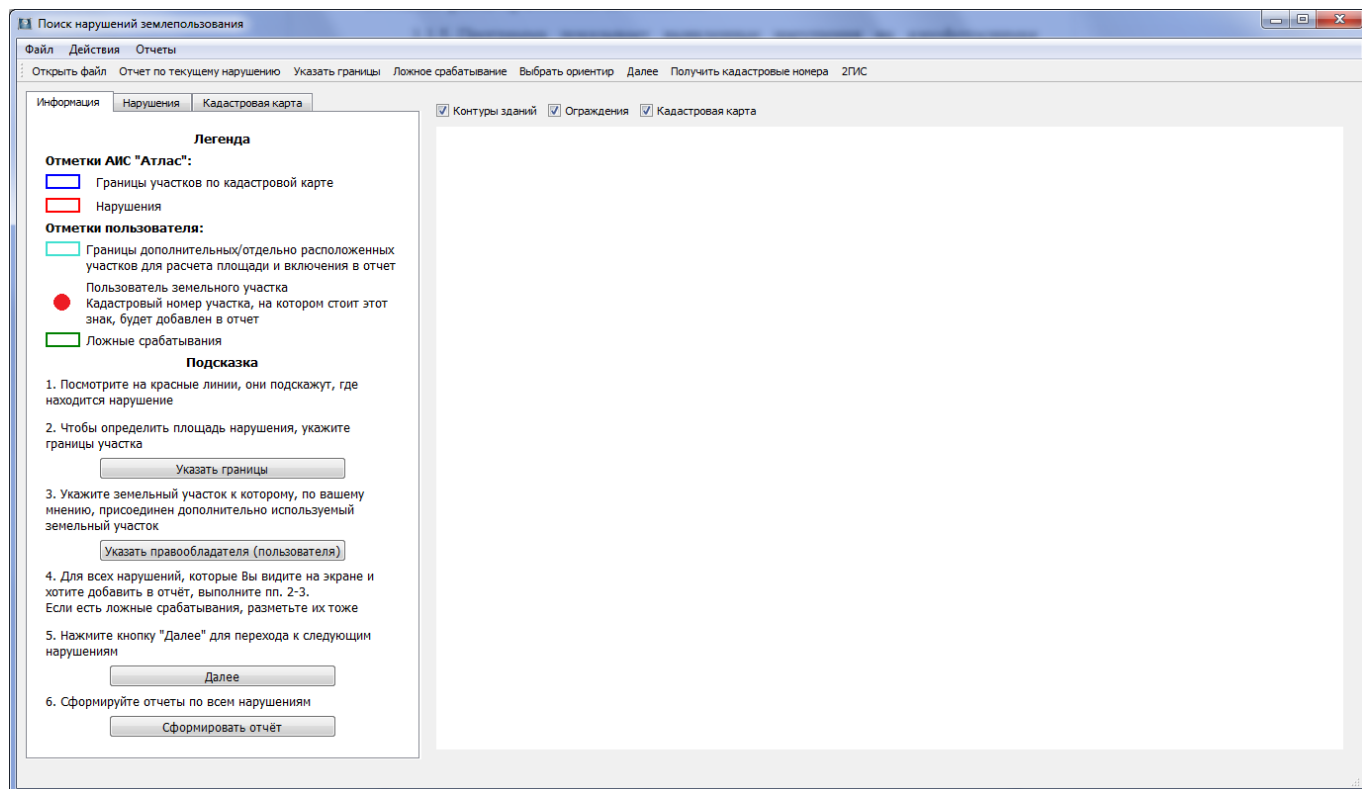 Поиск нарушений землепользования
Файл Действия Отчеты
Открыть файл Отчет по текущему нарушению Указать границы Ложное срабатывание Выбрать ориентир Далее Получить кадастровые номера 2ГИС
Информация Нарушения Кадастровая карта
Контуры зданий Ограждения Кадастровая карта
Легенда
Отметки АИС "Атлас":
Границы участков по кадастровой карте
Нарушения
Отметки пользователя:
Границы дополнительных/отдельно расположенных
участков для расчета площади и включения в отчет
Пользователь земельного участка
Кадастровый номер участка, на котором стоит этот
знак, будет добавлен в отчет
Ложные срабатывания
Подсказка
1. Посмотрите на красные линии, они подскажут, где
находится нарушение
2. Чтобы определить площадь нарушения, укажите
границы участка
Указать границы
3. Укажите земельный участок к которому, по вашему
мнению, присоединен дополнительно используемый
земельный участок
Указать правообладателя (пользователя)
4. Для всех нарушений, которые Вы видите на экране и
хотите добавить в отчёт, выполните пп. 2-3.
Если есть ложные срабатывания, разметьте их тоже
5. Нажмите кнопку "Далее" для перехода к следующим
нарушениям
Далее
6. Сформируйте отчеты по всем нарушениям
Сформировать отчёт